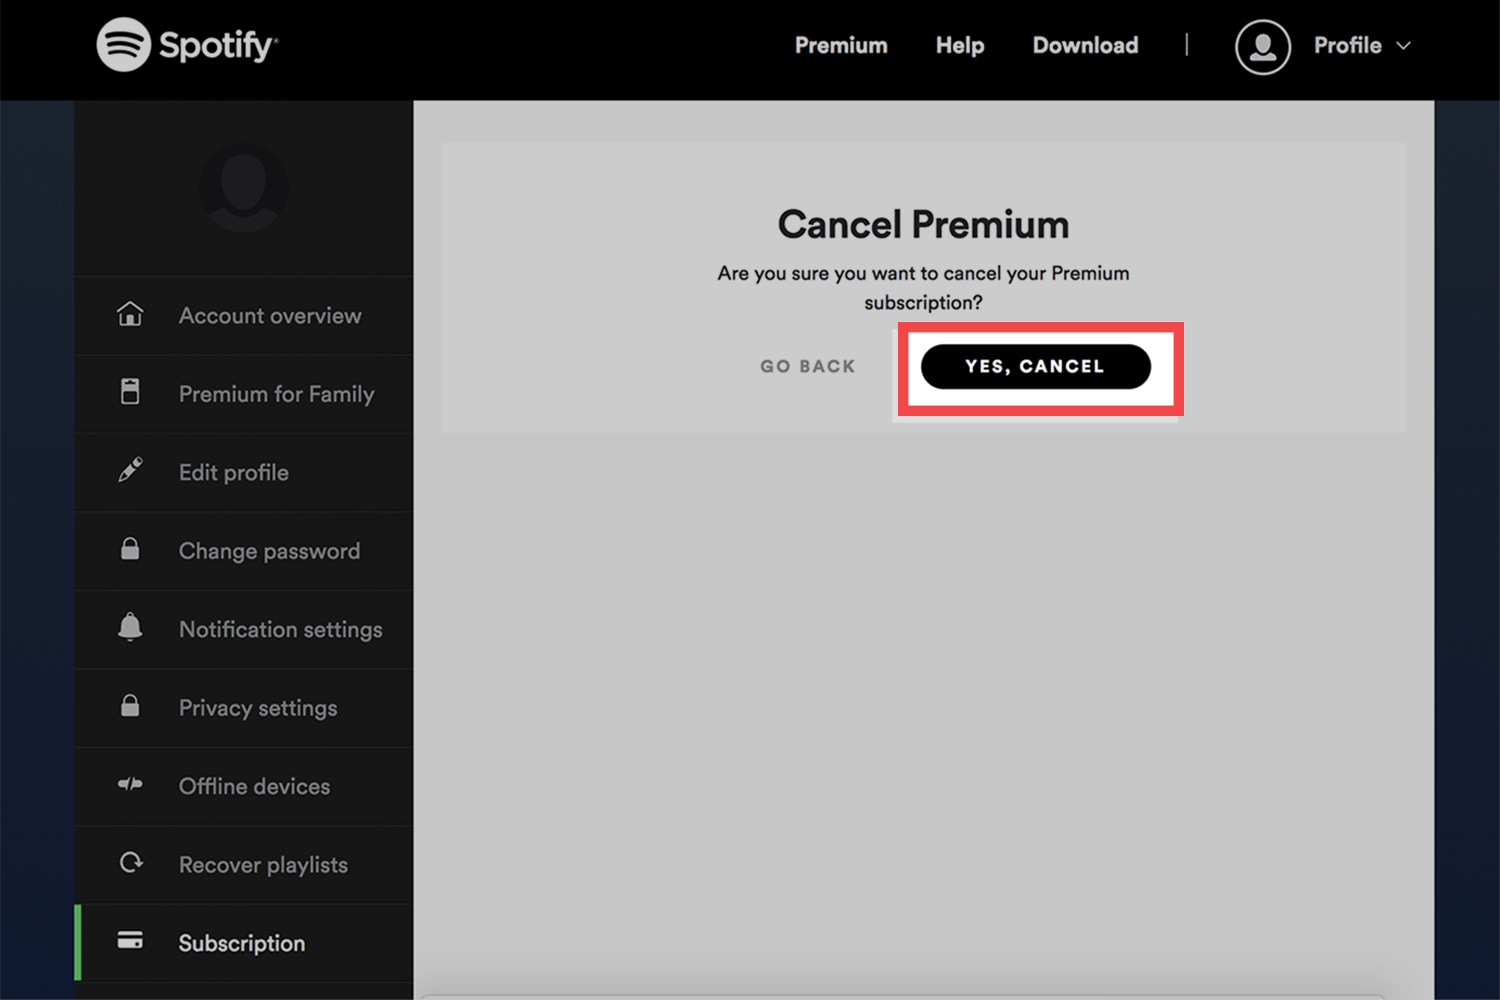 Spotify®
Premium
Help
Download
Profile
Account overview
Premium for Family
Edit profile
Change password
Notification settings
Privacy settings
Offline devices
Recover playlists
Subscription
Cancel Premium
Are you sure you want to cancel your Premium
subscription?
GO BACK
YES, CANCEL